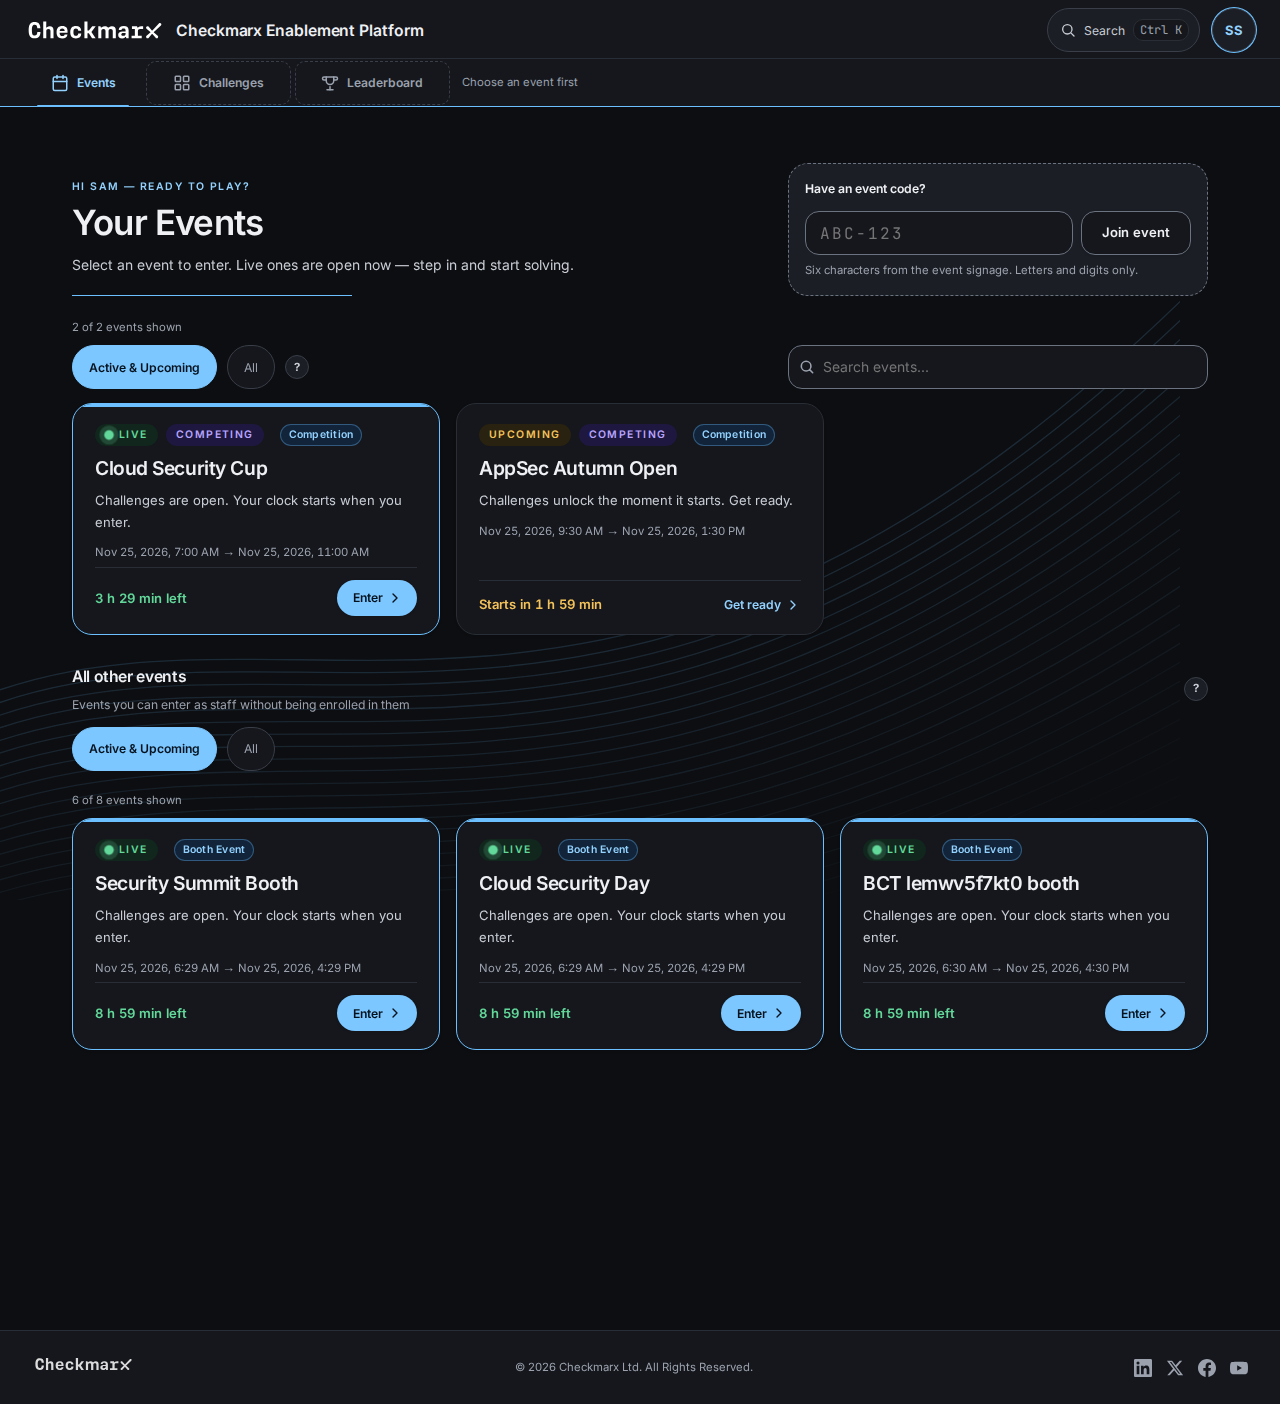 Checkmarx Checkmarx Enablement Platform
Search Ctrl K SS
Events Challenges Leaderboard Choose an event first
HI SAM — READY TO PLAY?
Your Events
Select an event to enter. Live ones are open now — step in and start solving.
Have an event code?
ABC-123 Join event
Six characters from the event signage. Letters and digits only.
2 of 2 events shown
Active & Upcoming All ?
Search events...
LIVE COMPETING Competition
Cloud Security Cup
Challenges are open. Your clock starts when you
enter.
Nov 25, 2026, 7:00 AM → Nov 25, 2026, 11:00 AM
3 h 29 min left Enter
UPCOMING COMPETING Competition
AppSec Autumn Open
Challenges unlock the moment it starts. Get ready.
Nov 25, 2026, 9:30 AM → Nov 25, 2026, 1:30 PM
Starts in 1 h 59 min Get ready
All other events
Events you can enter as staff without being enrolled in them
?
Active & Upcoming All
6 of 8 events shown
LIVE Booth Event
Security Summit Booth
Challenges are open. Your clock starts when you
enter.
Nov 25, 2026, 6:29 AM → Nov 25, 2026, 4:29 PM
8 h 59 min left Enter
LIVE Booth Event
Cloud Security Day
Challenges are open. Your clock starts when you
enter.
Nov 25, 2026, 6:29 AM → Nov 25, 2026, 4:29 PM
8 h 59 min left Enter
LIVE Booth Event
BCT lemwv5f7kt0 booth
Challenges are open. Your clock starts when you
enter.
Nov 25, 2026, 6:30 AM → Nov 25, 2026, 4:30 PM
8 h 59 min left Enter
Checkmarx
© 2026 Checkmarx Ltd. All Rights Reserved.